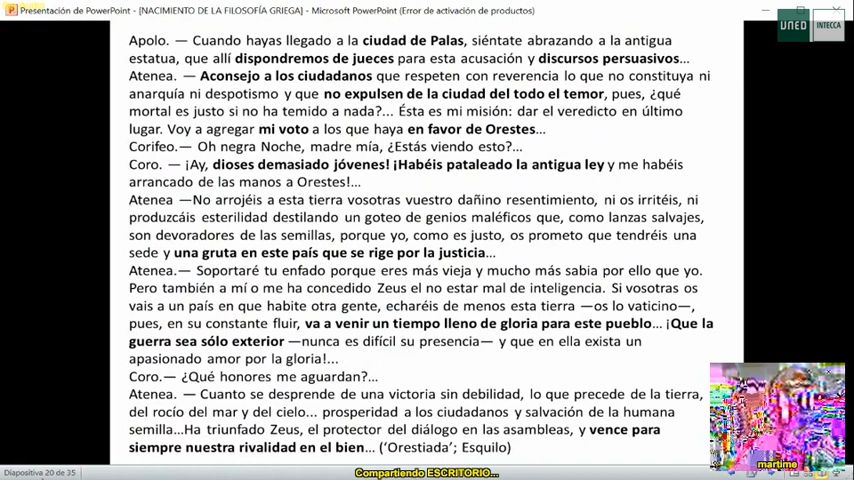 Presentación de PowerPoint - [NACIMIENTO DE LA FILOSOFÍA GRIEGA] - Microsoft PowerPoint (Error de activación de productos)
UNED
INTECCA
Apolo. — Cuando hayas llegado a la ciudad de Palas, siéntate abrazando a la antigua
estatua, que allí dispondremos de jueces para esta acusación y discursos persuasivos...
Atenea. — Aconsejo a los ciudadanos que respeten con reverencia lo que no constituya ni
anarquía ni despotismo y que no expulsen de la ciudad del todo el temor, pues, ¿qué
mortal es justo si no ha temido a nada?... Ésta es mi misión: dar el veredicto en último
lugar. Voy a agregar mi voto a los que haya en favor de Orestes...
Corifeo.— Oh negra Noche, madre mía, ¿Estás viendo esto?...
Coro. — ¡Ay, dioses demasiado jóvenes! ¡Habéis pataleado la antigua ley y me habéis
arrancado de las manos a Orestes!...
Atenea —No arrojéis a esta tierra vosotras vuestro dañino resentimiento, ni os irritéis, ni
produzcáis esterilidad destilando un goteo de genios maléficos que, como lanzas salvajes,
son devoradores de las semillas, porque yo, como es justo, os prometo que tendréis una
sede y una gruta en este país que se rige por la justicia...
Atenea.— Soportaré tu enfado porque eres más vieja y mucho más sabia por ello que yo.
Pero también a mí o me ha concedido Zeus el no estar mal de inteligencia. Si vosotras os
vais a un país en que habite otra gente, echaréis de menos esta tierra —os lo vaticino—,
pues, en su constante fluir, va a venir un tiempo lleno de gloria para este pueblo... ¡Que la
guerra sea sólo exterior —nunca es difícil su presencia— y que en ella exista un
apasionado amor por la gloria!...
Coro.— ¿Qué honores me aguardan?...
Atenea. — Cuanto se desprende de una victoria sin debilidad, lo que precede de la tierra,
del rocío del mar y del cielo... prosperidad a los ciudadanos y salvación de la humana
semilla...Ha triunfado Zeus, el protector del diálogo en las asambleas, y vence para
siempre nuestra rivalidad en el bien... ('Orestiada'; Esquilo)
martime
Diapositiva 20 de 35
Compartiendo ESCRITORIO...